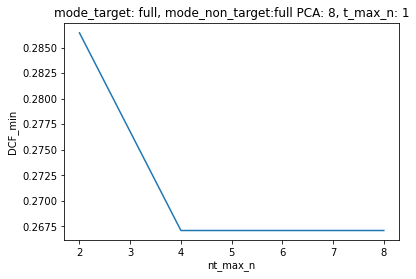 mode_target: full, mode_non_target:full PCA: 8, t_max_n: 1
0.2850
0.2825
0.2800
0.2775
0.2750
0.2725
0.2700
0.2675
DCF_min
2 3 4 5 6 7 8
nt_max_n